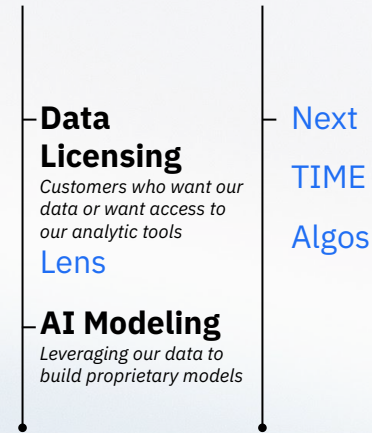 Data
Licensing
Customers who want our
data or want access to
our analytic tools
Lens
AI Modeling
Leveraging our data to
build proprietary models
Next
TIME
Algos